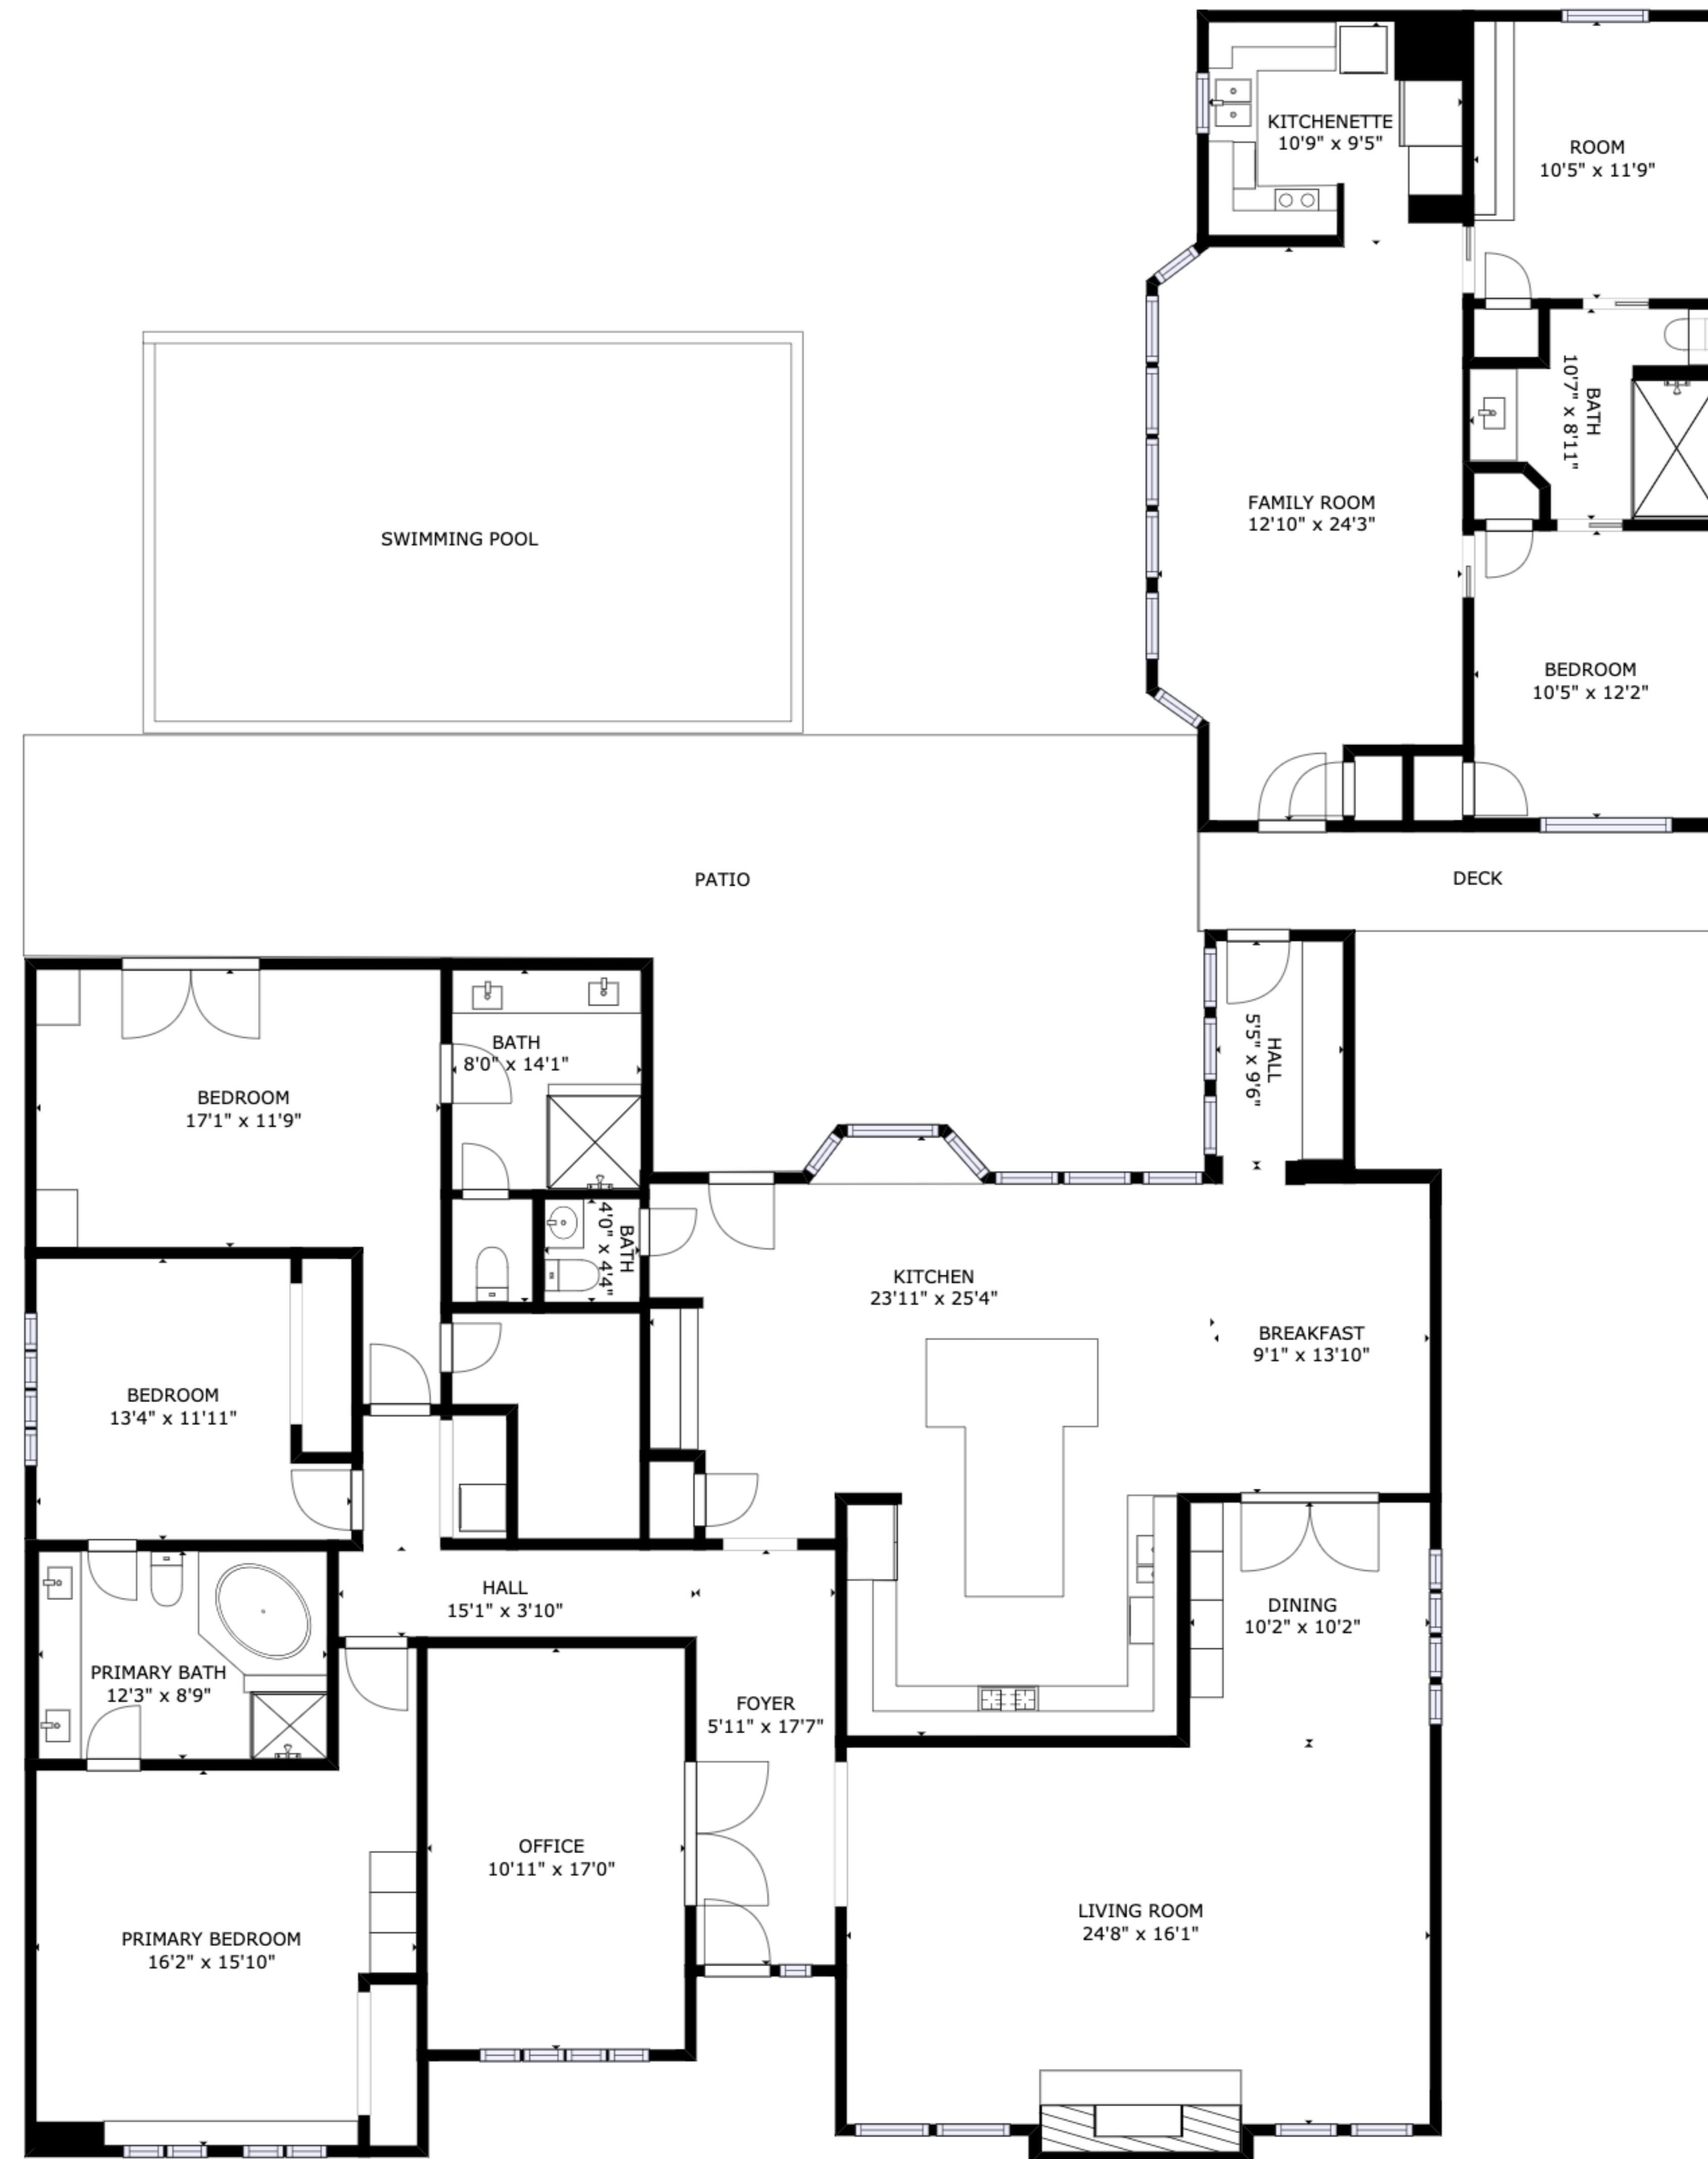 KITCHENETTE
10'9" x 9'5"
ROOM
10'5" x 11'9"
BATH
10'7" x 8'11"
FAMILY ROOM
12'10" x 24'3"
SWIMMING POOL
BEDROOM
10'5" x 12'2"
PATIO
DECK
HALL
5'5" x 9'6"
BATH
8'0" x 14'1"
BEDROOM
17'1" x 11'9"
BATH
4'0" x 4'4"
KITCHEN
23'11" x 25'4"
BREAKFAST
9'1" x 13'10"
BEDROOM
13'4" x 11'11"
HALL
15'1" x 3'10"
DINING
10'2" x 10'2"
PRIMARY BATH
12'3" x 8'9"
FOYER
5'11" x 17'7"
OFFICE
10'11" x 17'0"
LIVING ROOM
24'8" x 16'1"
PRIMARY BEDROOM
16'2" x 15'10"